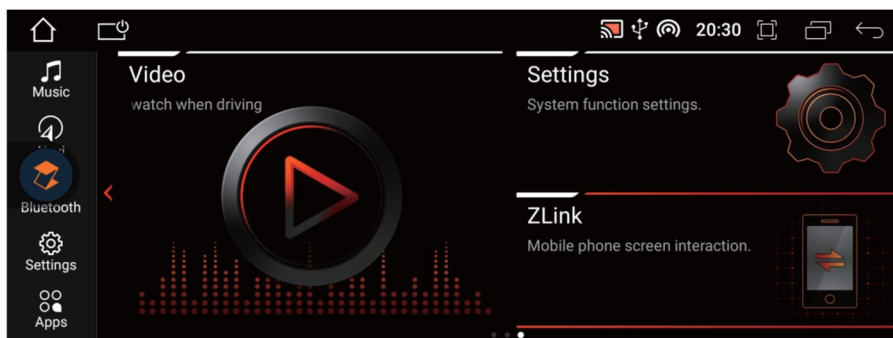 20:30
Music
Bluetooth
Settings
Apps
Video
watch when driving
Settings
System function settings.
ZLink
Mobile phone screen interaction.